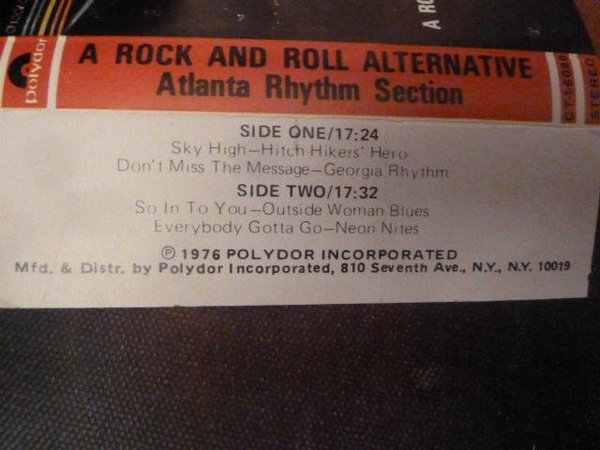 polydor
A ROCK AND ROLL ALTERNATIVE
Atlanta Rhythm Section
STEREO
A RO
SIDE ONE/17:24
Sky High—Hitch-Hikers' Hero
Don't Miss The Message—Georgia Rhythm
SIDE TWO/17:32
So In To You—Outside Woman Blues
Everybody Gotta Go—Neon Nites
Ⓟ 1976 POLYDOR INCORPORATED
Mfd. & Distr. by Polydor Incorporated, 810 Seventh Ave., N.Y., N.Y. 10019